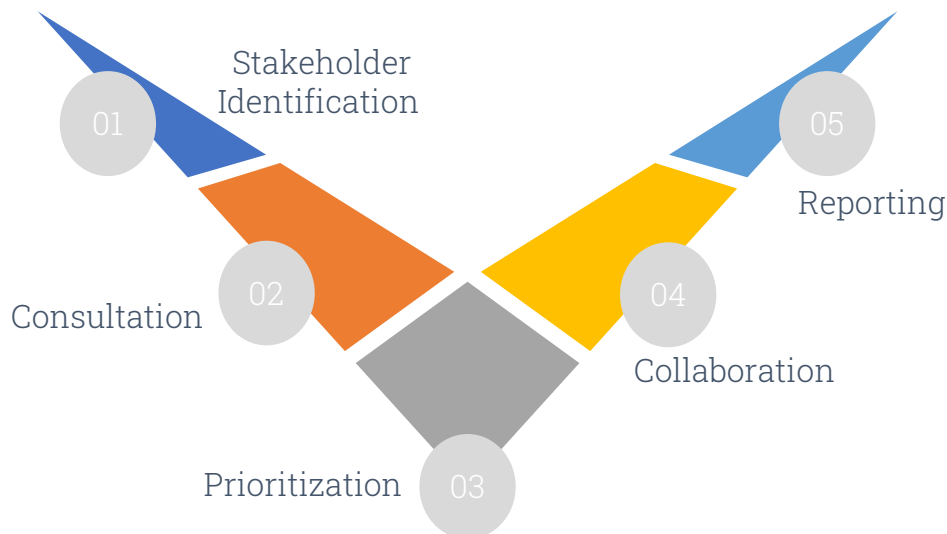 01
Stakeholder
Identification
02
Consultation
03
Prioritization
04
Collaboration
05
Reporting